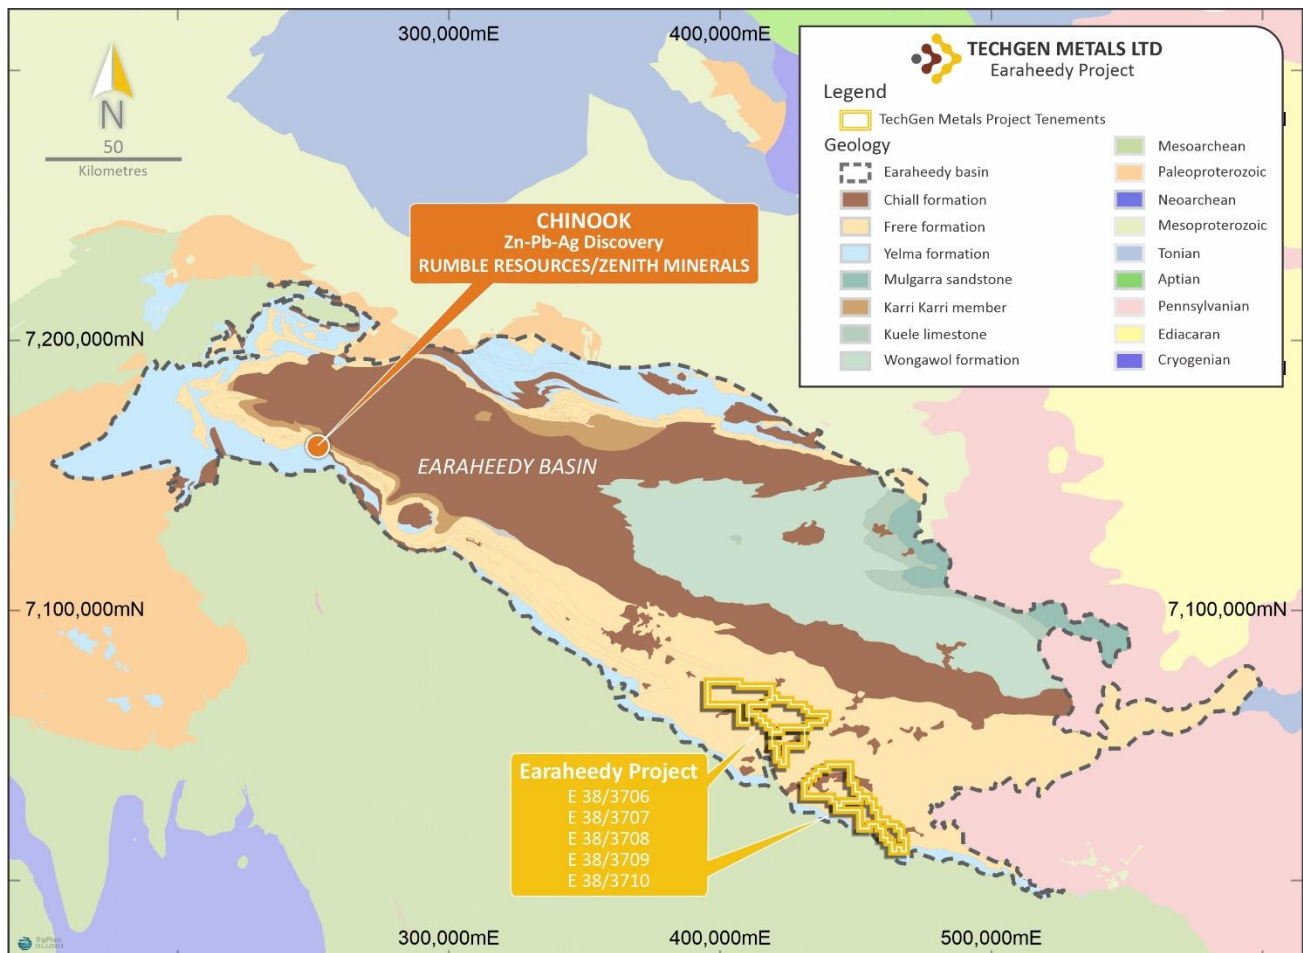 300,000mE
400,000mE
TECHGEN METALS LTD
Earaheedy Project
Legend
TechGen Metals Project Tenements
Geology
Earaheedy basin
Chiall formation
Frere formation
Yelma formation
Mulgarra sandstone
Karri Karri member
Kuele limestone
Wongawol formation
Mesoarchean
Paleoproterozoic
Neoarchean
Mesoproterozoic
Tonian
Aptian
Pennsylvanian
Ediacaran
Cryogenian
N
50
Kilometres
CHINOOK
Zn-Pb-Ag Discovery
RUMBLE RESOURCES/ZENITH MINERALS
7,200,000mN
EARAHEEDY BASIN
7,100,000mN
7,100,000mN
Earaheedy Project
E 38/3706
E 38/3707
E 38/3708
E 38/3709
E 38/3710
300,000mE
400,000mE
500,000mE